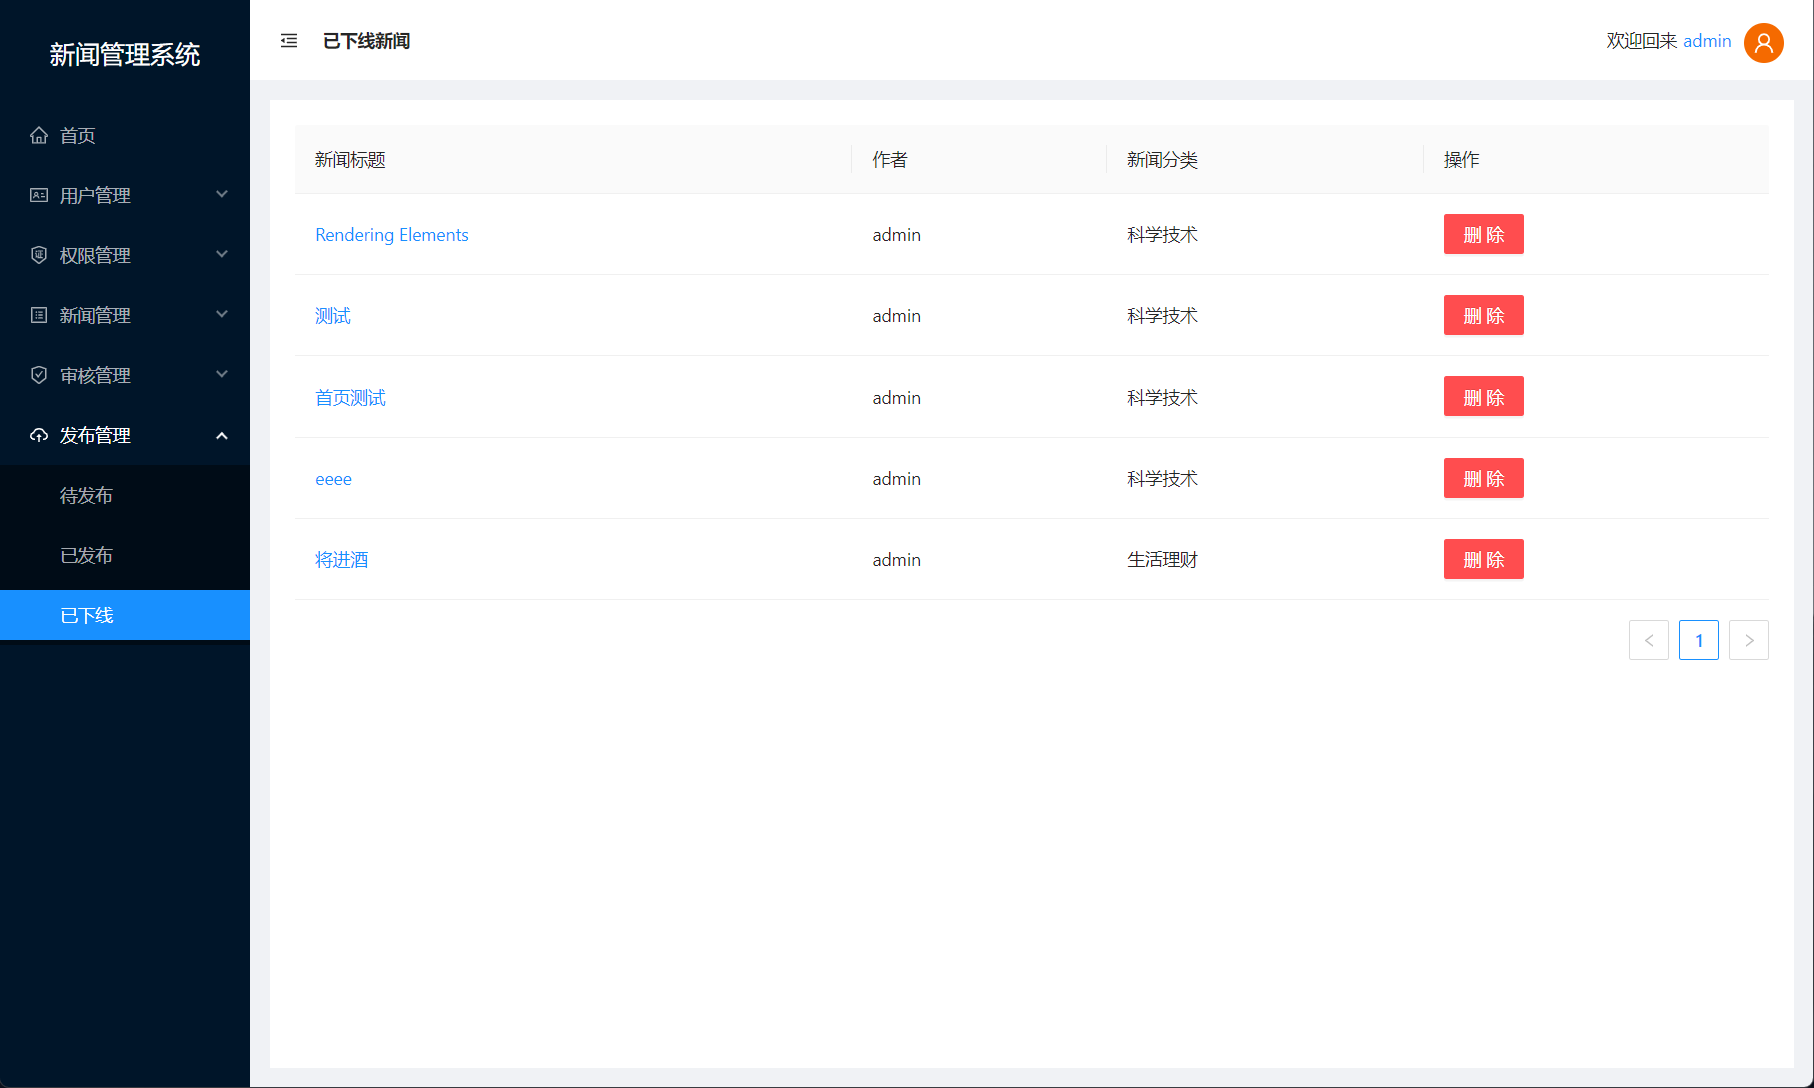 新闻管理系统
首页
用户管理
权限管理
新闻管理
审核管理
发布管理
待发布
已发布
已下线
已下线新闻
欢迎回来 admin
新闻标题 作者 新闻分类 操作
Rendering Elements admin 科学技术 删 除
测试 admin 科学技术 删 除
首页测试 admin 科学技术 删 除
eeee admin 科学技术 删 除
将进酒 admin 生活理财 删 除
1